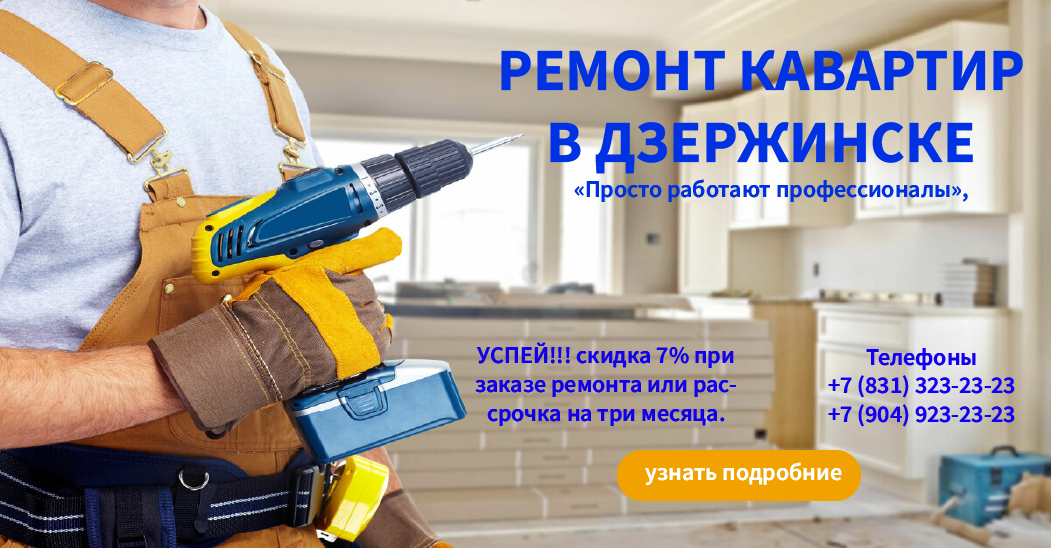 РЕМОНТ КАВАРТИР
В ДЗЕРЖИНСКЕ
«Просто работают профессионалы»,
УСПЕЙ!!! скидка 7% при
заказе ремонта или рас-
срочка на три месяца.
Телефоны
+7 (831) 323-23-23
+7 (904) 923-23-23
узнать подробние